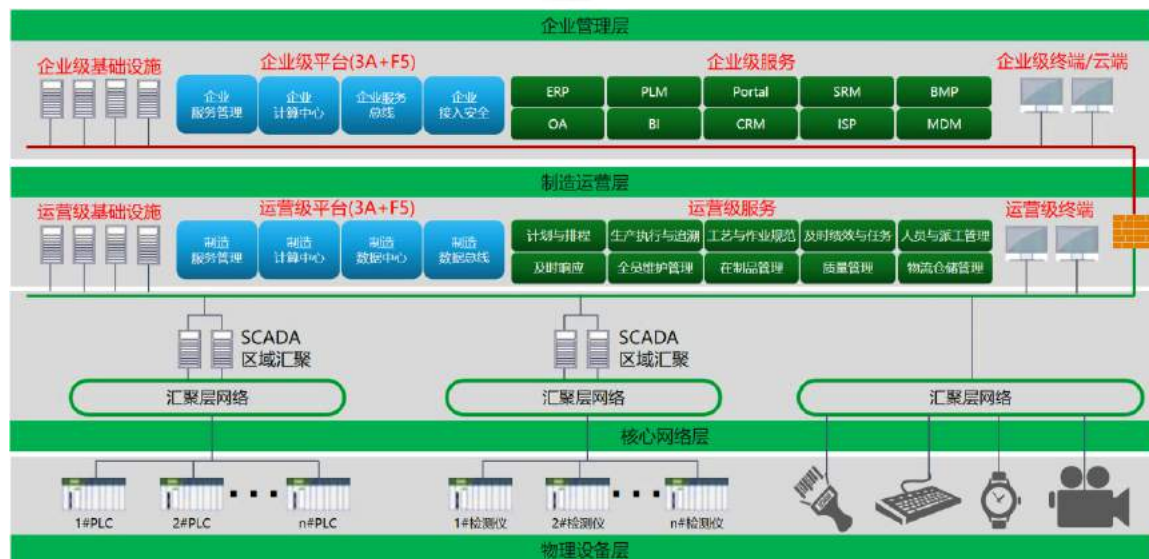 企业管理层
企业级基础设施
企业级平台(3A+F5)
企业级服务
企业级终端/云端
企业
服务管理
企业
计算中心
企业服务
总线
企业
接入安全
ERP
PLM
Portal
SRM
BMP
OA
BI
CRM
ISP
MDM
制造运营层
运营级基础设施
运营级平台(3A+F5)
运营级服务
运营级终端
制造
服务管理
制造
计算中心
制造
数据中心
制造
数据总线
计划与排程
生产执行与追溯
工艺与作业规范
及时绩效与任务
人员与派工管理
及时响应
全员维护管理
在制品管理
质量管理
物流仓储管理
SCADA
区域汇聚
SCADA
区域汇聚
汇聚层网络
汇聚层网络
汇聚层网络
核心网络层
1#PLC
2#PLC
n#PLC
1#检测仪
2#检测仪
n#检测仪
物理设备层